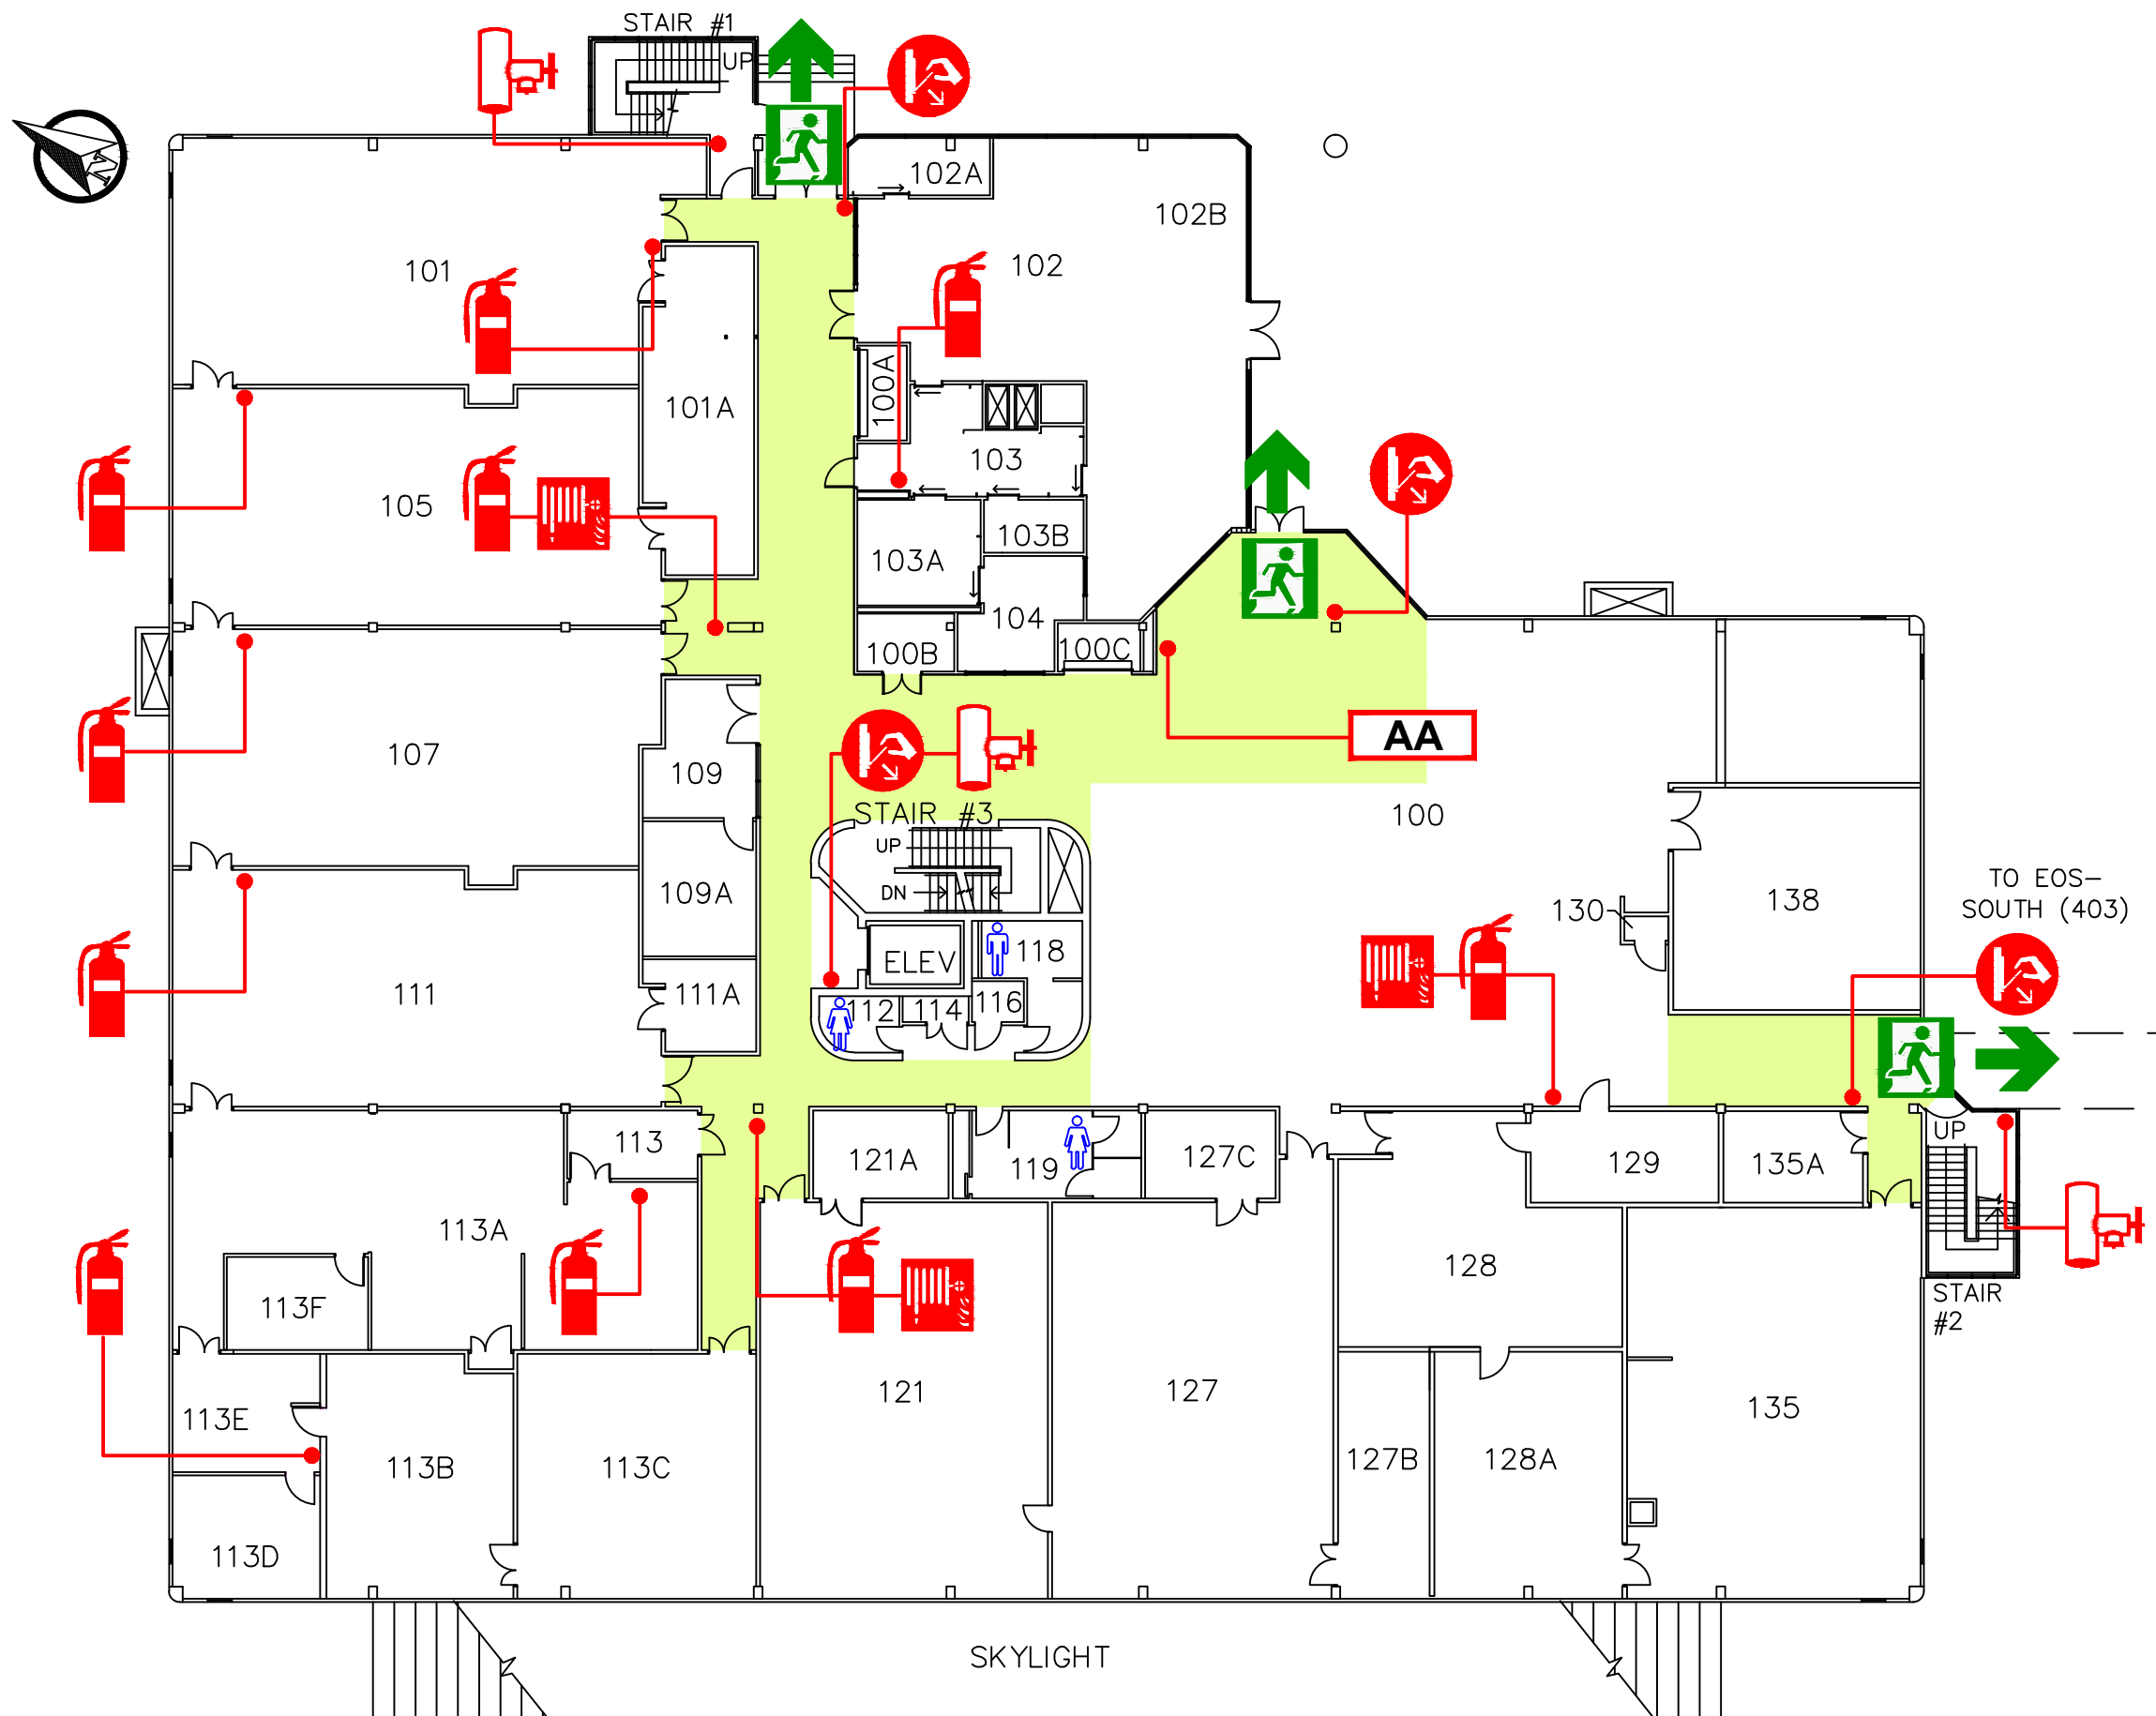 STAIR #1
UP
N
102A
102B
101
102
100A
101A
103
105
103B
103A
104
100B
100C
AA
107
109
STAIR #3
UP
100
DN
109A
138
TO EOS-
SOUTH (403)
130
118
ELEV
111
111A
112
114
116
113
121A
119
127C
129
135A
UP
113A
128
113F
STAIR
#2
113E
121
127
135
113B
113C
127B
128A
113D
SKYLIGHT